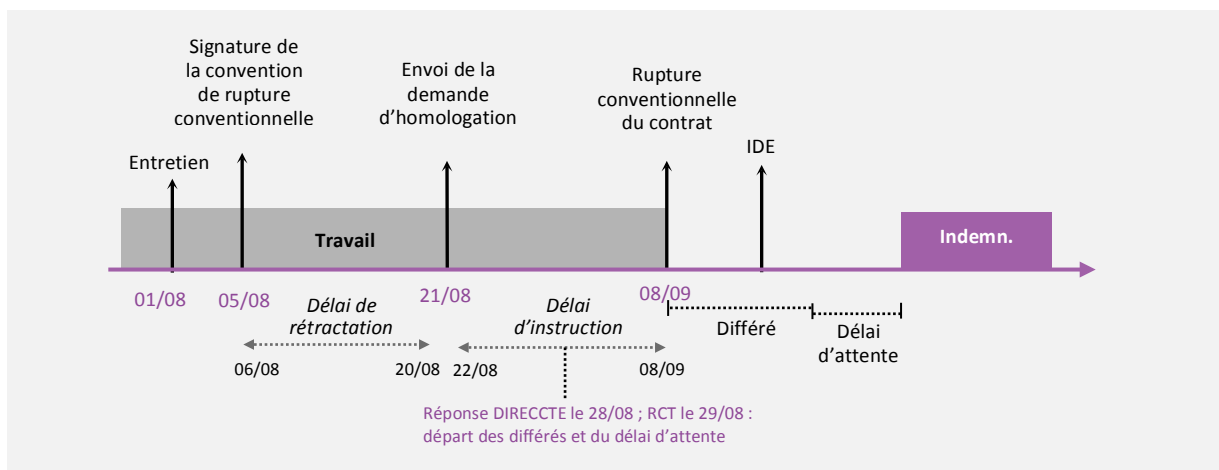 Signature de
la convention
de rupture
conventionnelle
Envoi de la
demande
d’homologation
Rupture
conventionnelle
du contrat
Entretien
IDE
Travail
Indemn.
01/08
05/08
21/08
08/09
Délai de
rétractation
Délai
d’instruction
Différé
Délai
d’attente
06/08
20/08
22/08
08/09
Réponse DIRECCTE le 28/08 ; RCT le 29/08 :
départ des différés et du délai d’attente